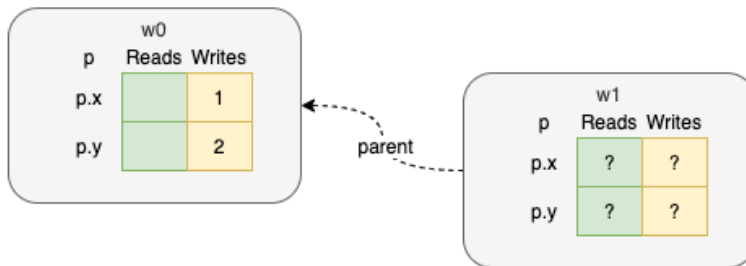 w0
p Reads Writes
p.x 1
p.y 2
parent
w1
p Reads Writes
p.x ? ?
p.y ? ?